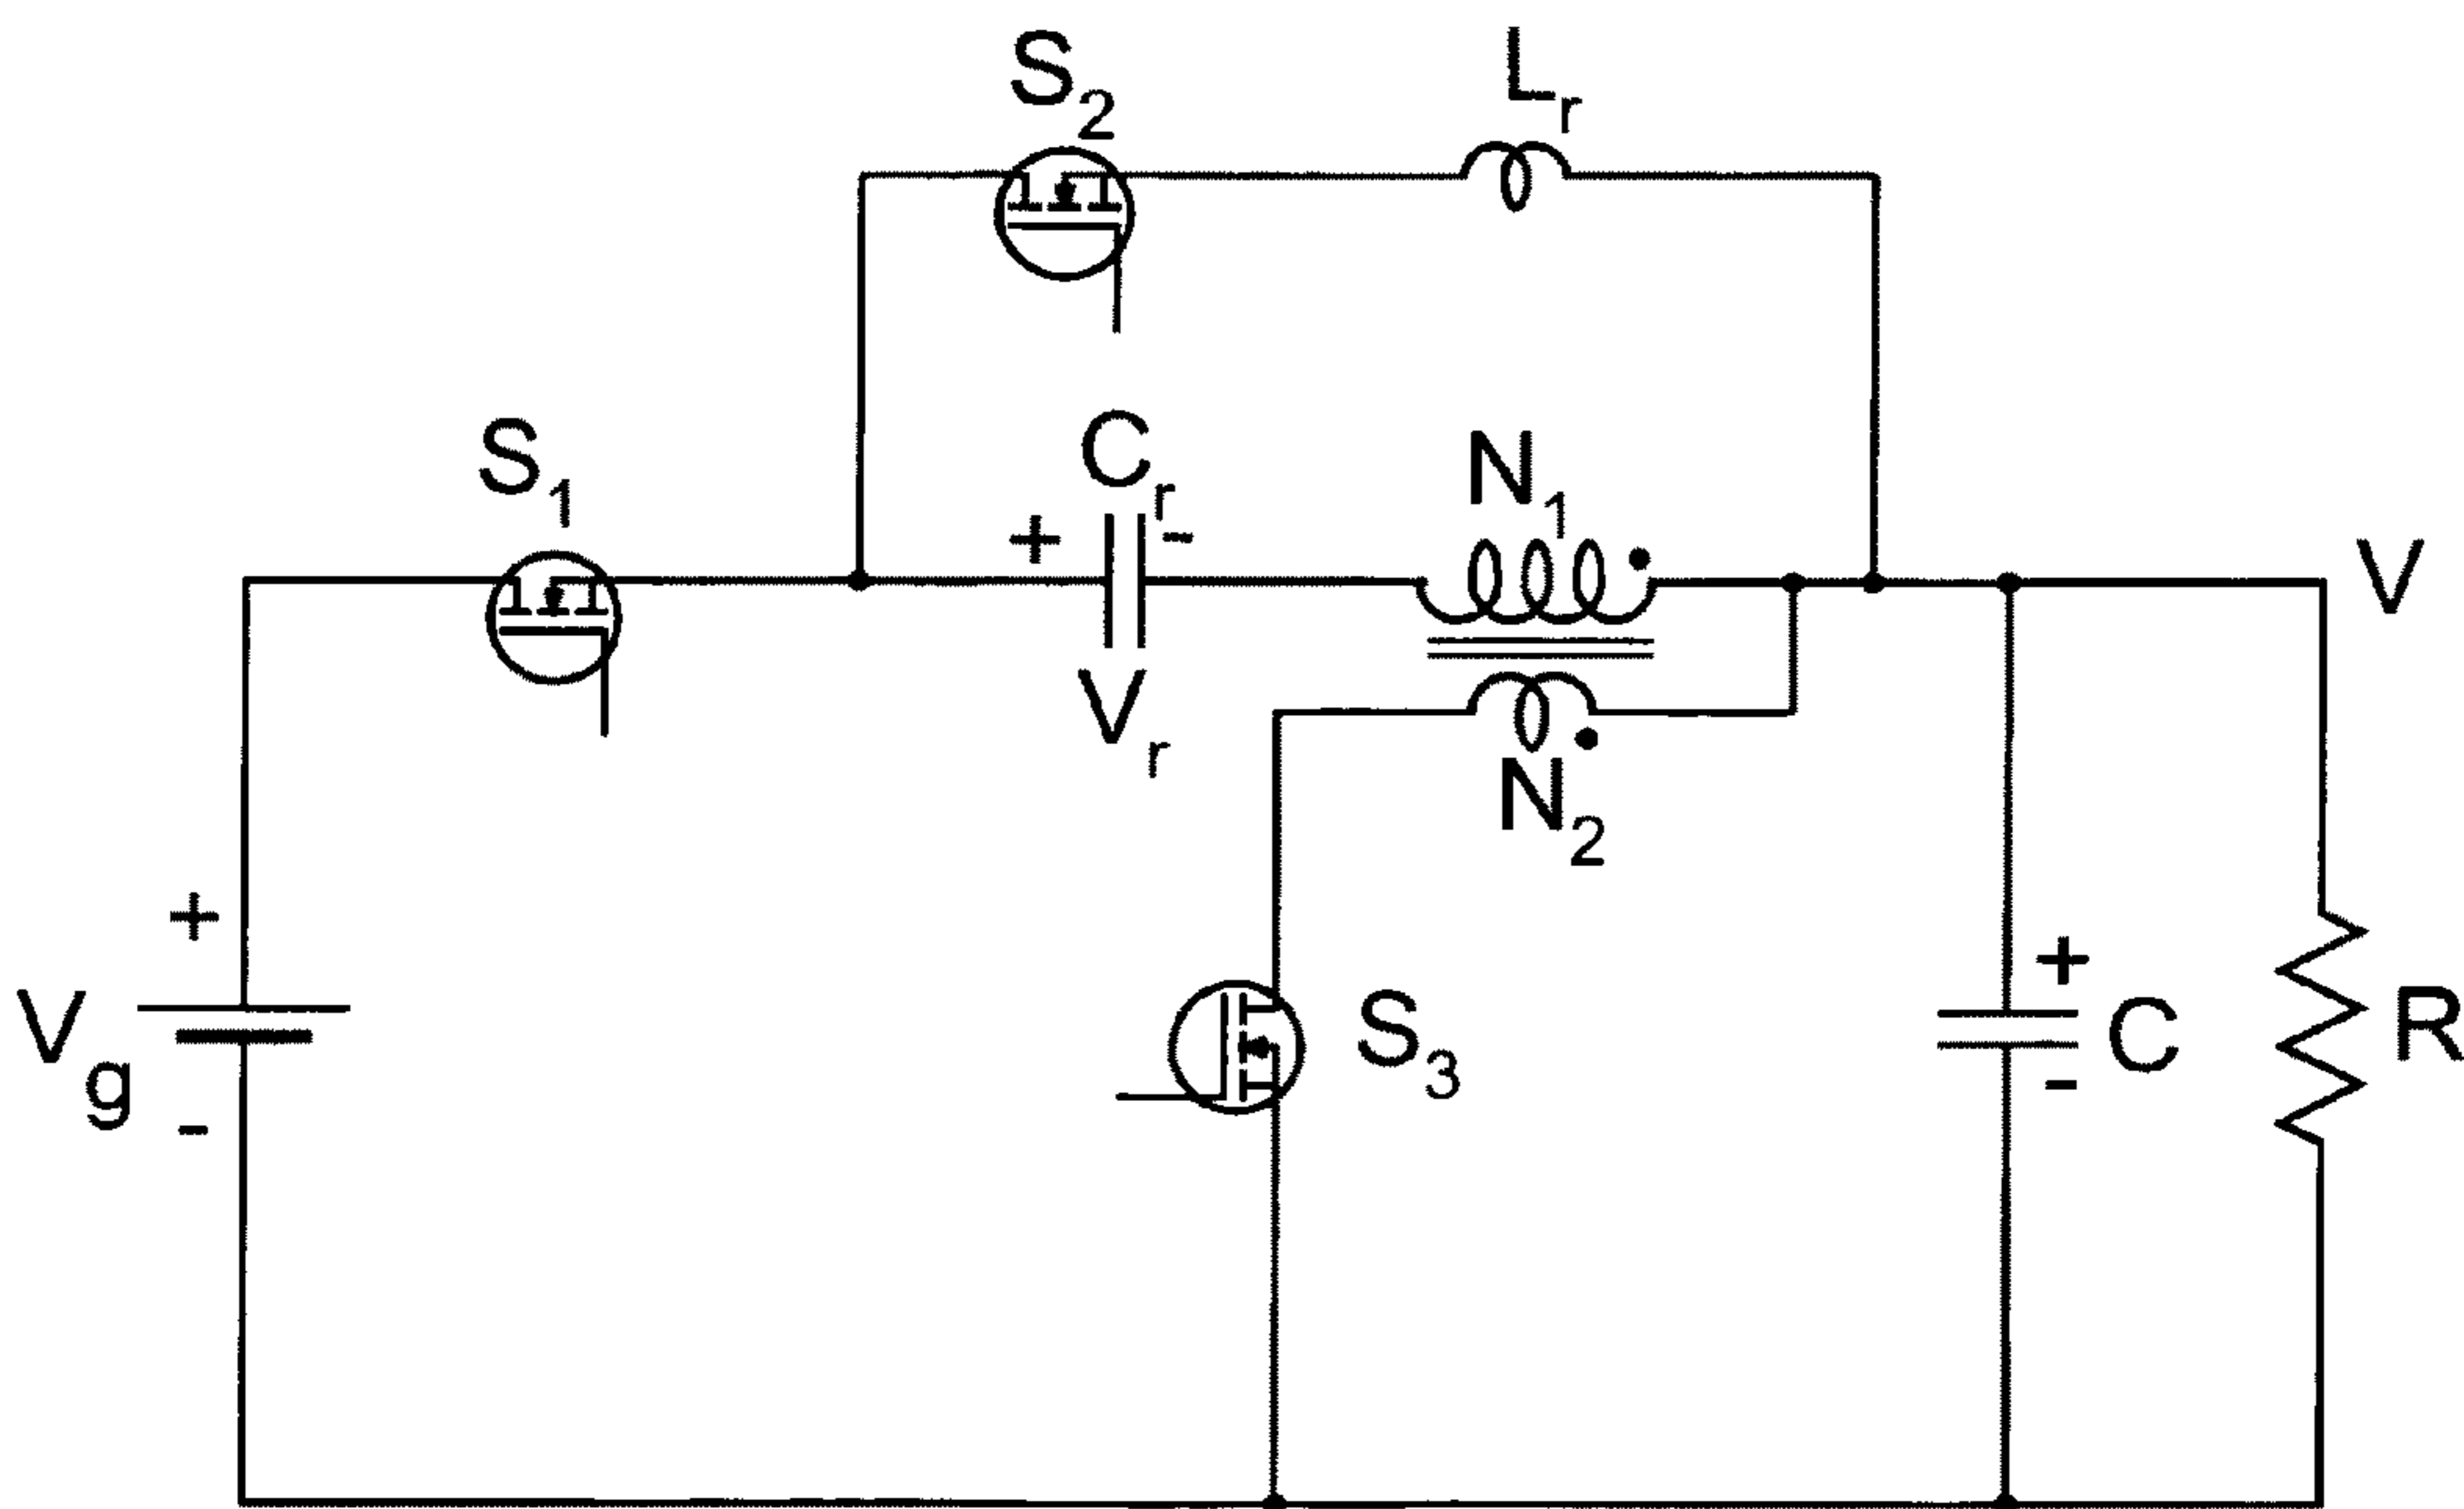 S2
Lr
S1
Cr
N1
+
-
V
Vr
N2
+
Vg
-
S3
+
C
-
R